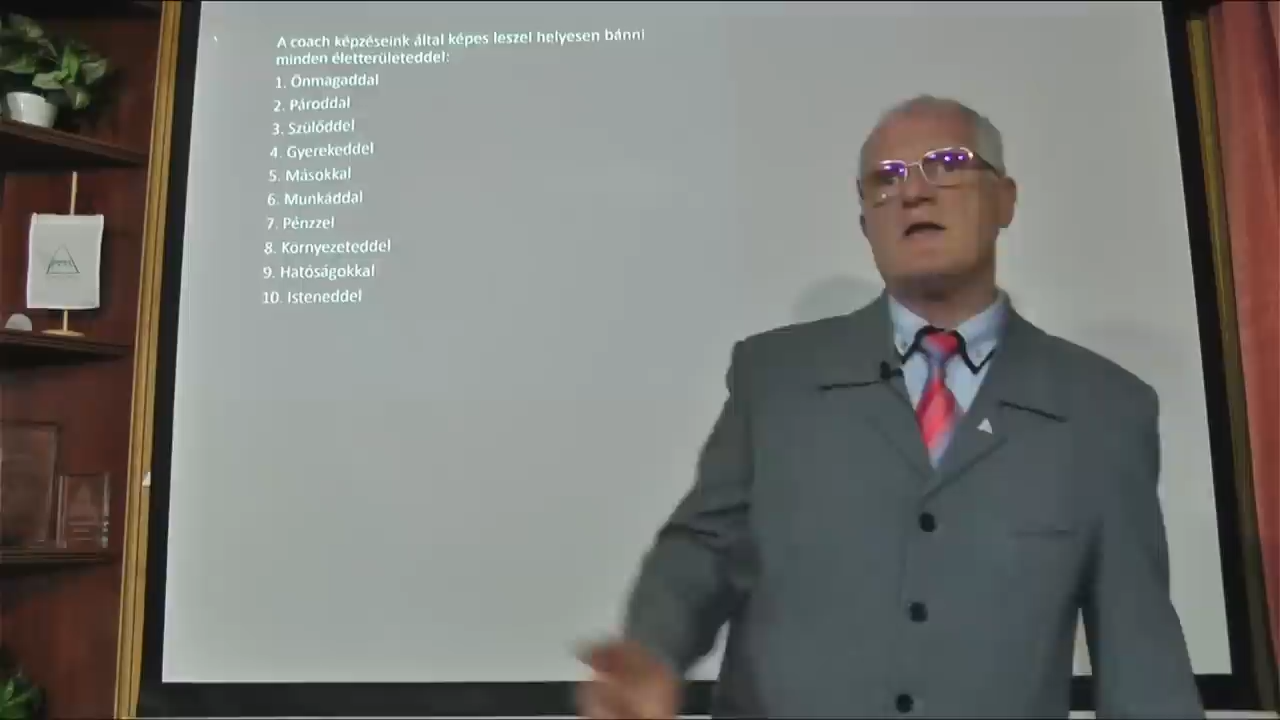 A coach képzéseink által képes leszel helyesen bánni
minden életterületeddel:
1. Önmagaddal
2. Pároddal
3. Szülőddel
4. Gyerekeddel
5. Másokkal
6. Munkáddal
7. Pénzzel
8. Környezeteddel
9. Hatóságokkal
10. Isteneddel